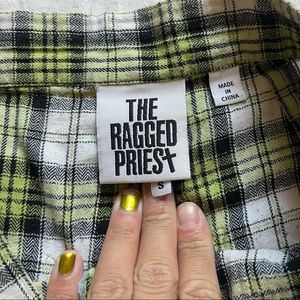 THE
RAGGED
PRIEST
S
MADE IN
CHINA